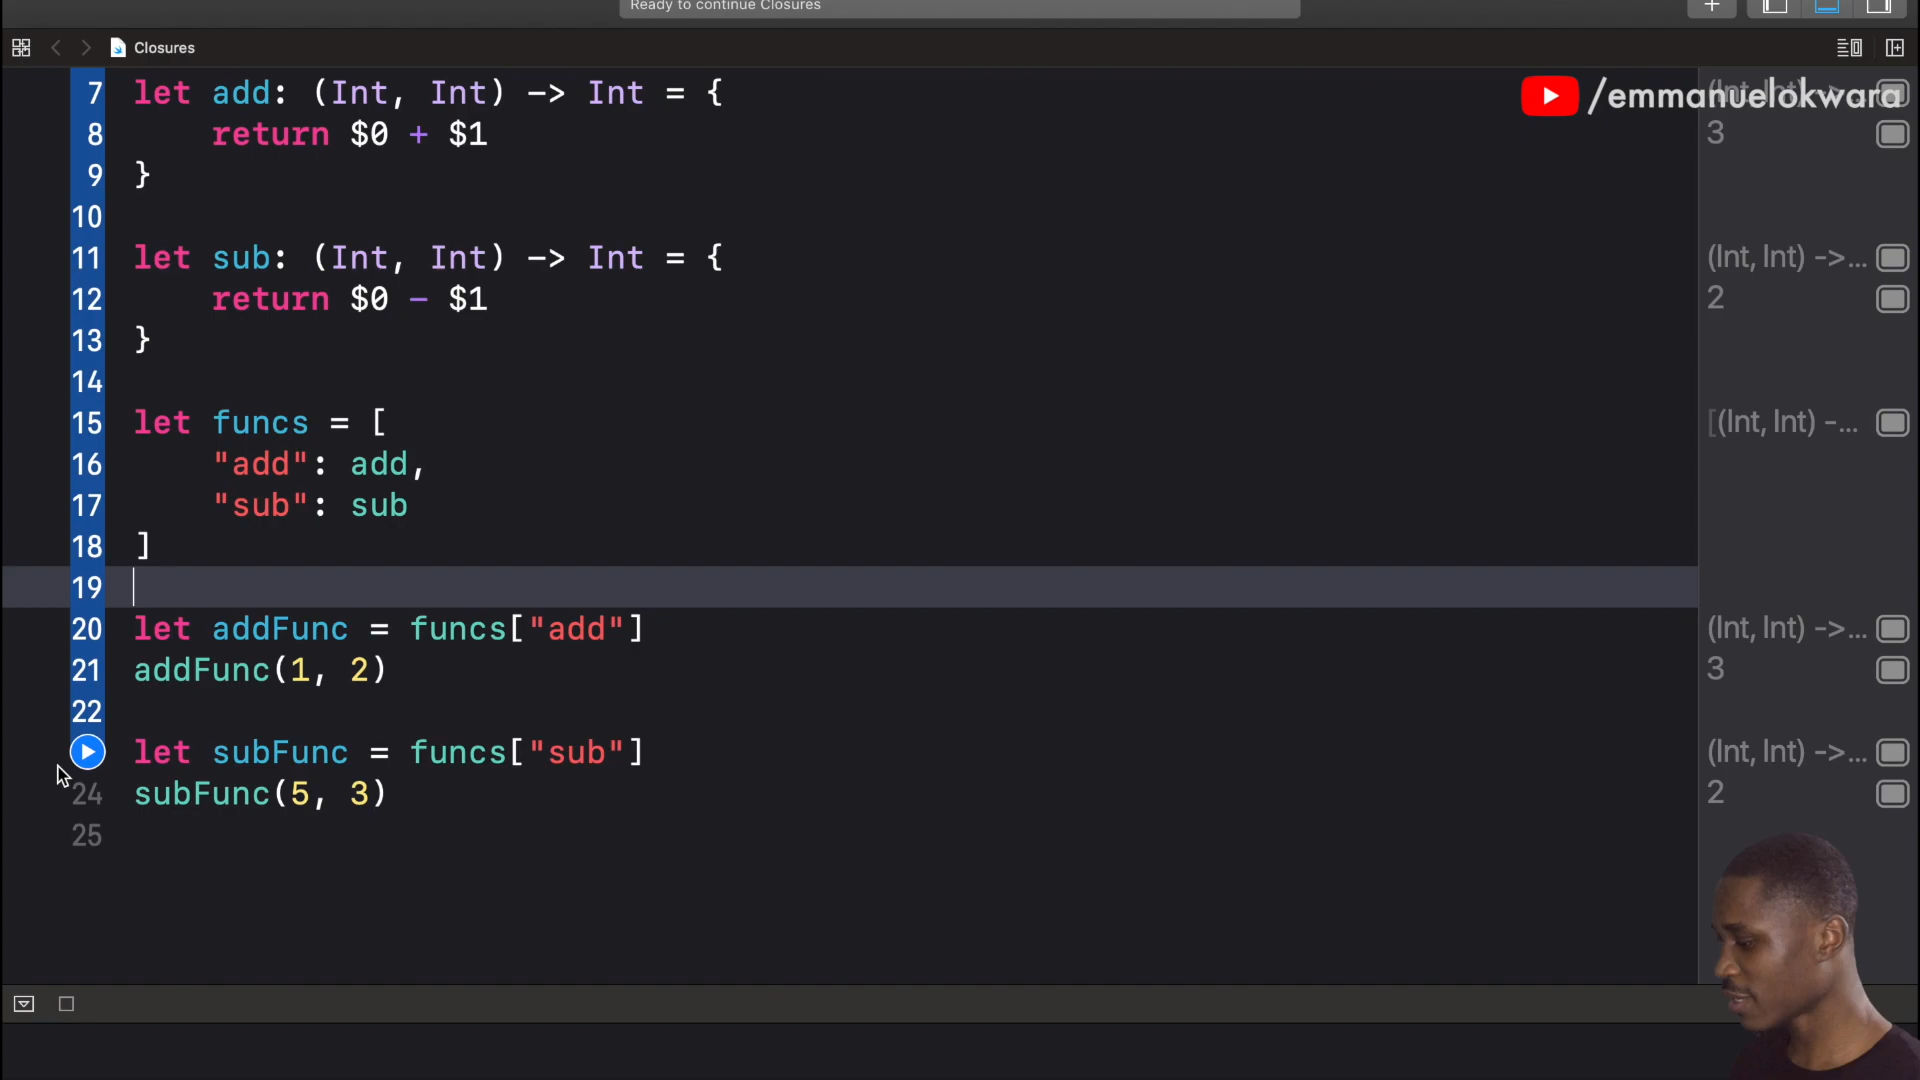 Ready to continue Closures
Closures
/emmanuelokwara
7 let add: (Int, Int) -> Int = {
8 return $0 + $1
3
9 }
10
11 let sub: (Int, Int) -> Int = {
(Int, Int) ->...
12 return $0 - $1
2
13 }
14
15 let funcs = [
[(Int, Int) -...
16 "add": add,
17 "sub": sub
18 ]
19
20 let addFunc = funcs["add"]
(Int, Int) ->...
21 addFunc(1, 2)
3
22
let subFunc = funcs["sub"]
(Int, Int) ->...
24 subFunc(5, 3)
2
25